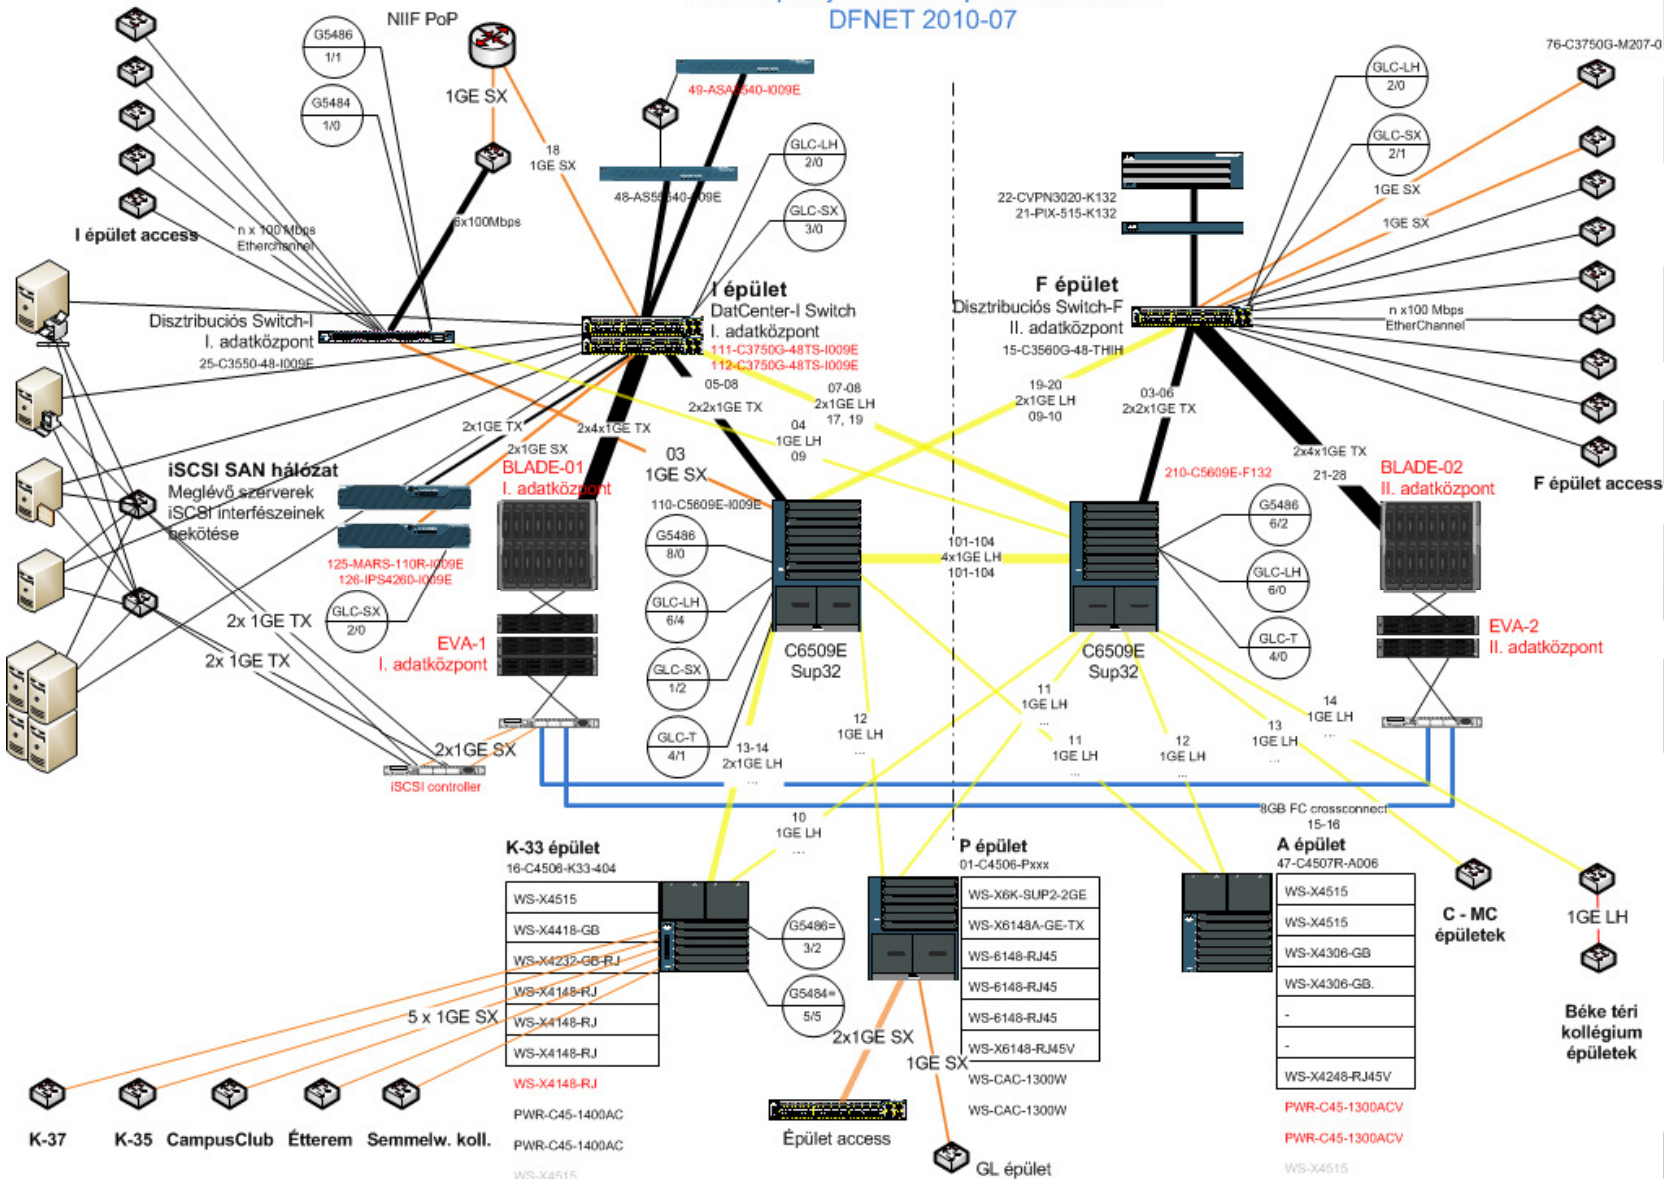 DFNET 2010-07
NIIF PoP
G5486
1/1
G5484
1/0
1GE SX
18
1GE SX
49-ASA5540-I009E
GLC-LH
2/0
GLC-SX
3/0
6x100Mbps
I épület access
n x 100 Mbps
Etherchannel
Disztribuciós Switch-I
I. adatközpont
25-C3550-48-I009E
I épület
DatCenter-I Switch
I. adatközpont
111-C3750G-48TS-I009E
112-C3750G-48TS-I009E
05-08
2x2x1GE TX
07-08
2x1GE LH
17, 19
04
1GE LH
09
2x1GE TX
2x4x1GE TX
2x1GE SX
03
1GE SX
76-C3750G-M207-0
GLC-LH
2/0
GLC-SX
2/1
1GE SX
1GE SX
22-CVPN3020-K132
21-PIX-515-K132
F épület
Disztribuciós Switch-F
II. adatközpont
15-C3560G-48-THIH
n x100 Mbps
EtherChannel
19-20
2x1GE LH
09-10
03-06
2x2x1GE TX
2x4x1GE TX
21-28
F épület access
iSCSI SAN hálózat
Meglévő szerverek
iSCSI interfészeinek
bekötése
BLADE-01
I. adatközpont
125-MARS-110R-I009E
126-IPS4260-I009E
GLC-SX
2/0
2x 1GE TX
2x 1GE TX
EVA-1
I. adatközpont
2x1GE SX
iSCSI controller
110-C5609E-I009E
G5486
8/0
GLC-LH
6/4
GLC-SX
1/2
GLC-T
4/1
C6509E
Sup32
101-104
4x1GE LH
101-104
210-C5609E-F132
C6509E
Sup32
G5486
6/2
GLC-LH
6/0
GLC-T
4/0
BLADE-02
II. adatközpont
EVA-2
II. adatközpont
13-14
2x1GE LH
...
12
1GE LH
...
11
1GE LH
...
11
1GE LH
...
12
1GE LH
...
13
1GE LH
...
14
1GE LH
...
10
1GE LH
...
8GB FC crossconnect
15-16
K-33 épület
16-C4506-K33-404
WS-X4515
WS-X4418-GB
WS-X4232-GB-RJ
WS-X4148-RJ
WS-X4148-RJ
WS-X4148-RJ
WS-X4148-RJ
PWR-C45-1400AC
PWR-C45-1400AC
WS-X4515
G5486=
3/2
G5484=
5/5
5 x 1GE SX
K-37
K-35
CampusClub
Étterem
Semmelw. koll.
P épület
01-C4506-Pxxx
WS-X6K-SUP2-2GE
WS-X6148A-GE-TX
WS-6148-RJ45
WS-6148-RJ45
WS-6148-RJ45
WS-X6148-RJ45V
WS-CAC-1300W
WS-CAC-1300W
2x1GE SX
1GE SX
Épület access
GL épület
A épület
47-C4507R-A006
WS-X4515
WS-X4515
WS-X4306-GB
WS-X4306-GB.
-
-
WS-X4248-RJ45V
PWR-C45-1300ACV
PWR-C45-1300ACV
WS-X4515
C - MC
épületek
1GE LH
Béke téri
kollégium
épületek